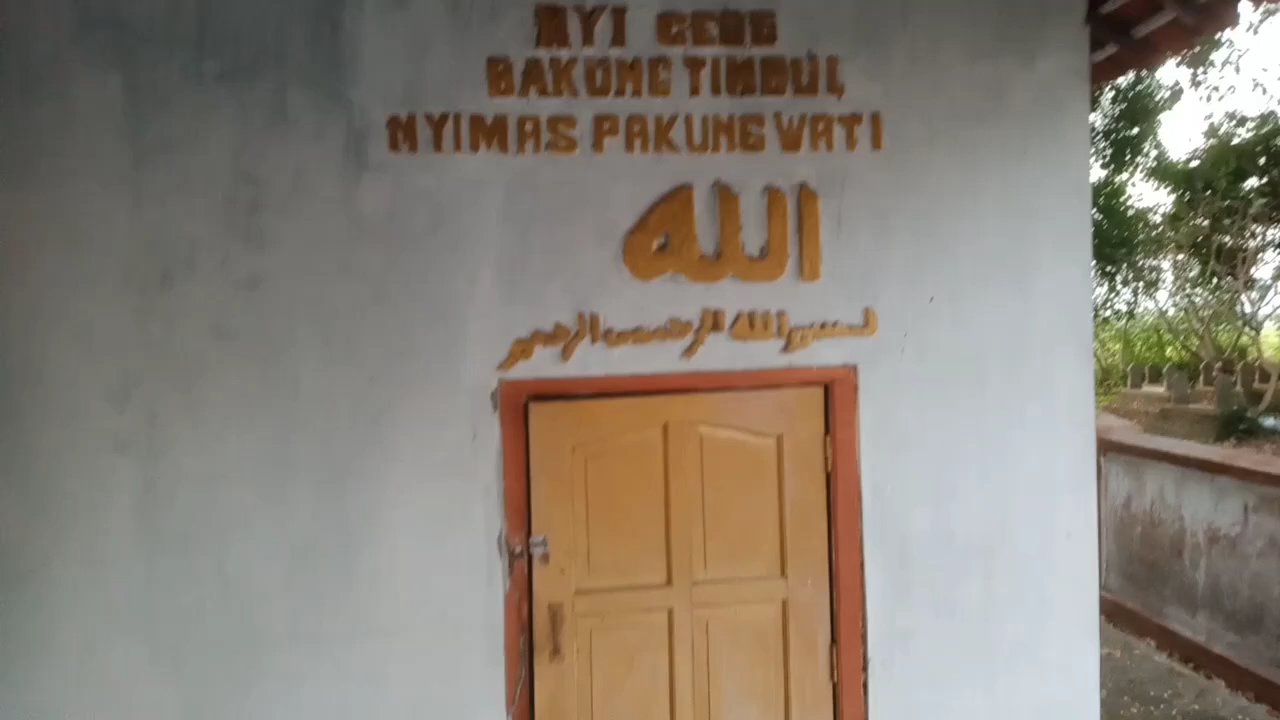 NYI GEDE
BAKUNG TIMBUL
NYIMAS PAKUNGWATI
الله
بسم الله الرحمن الرحيم